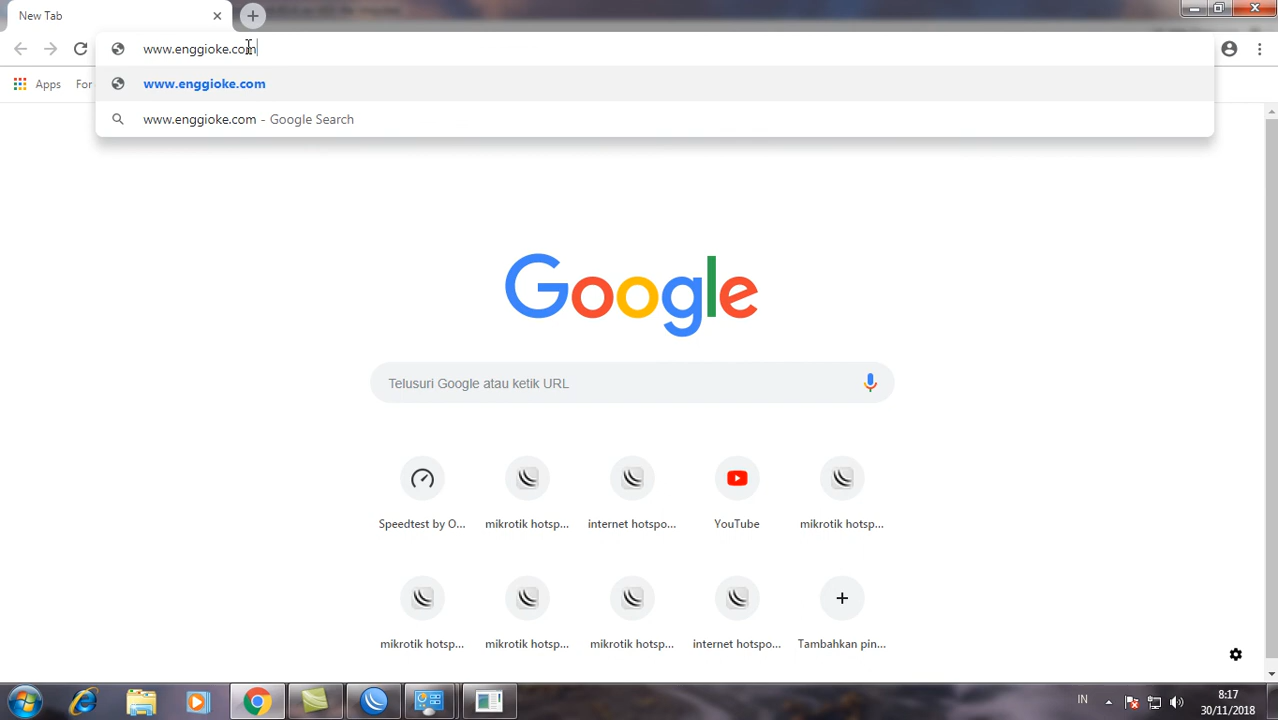 New Tab
www.enggioke.com
Apps
For
www.enggioke.com
www.enggioke.com - Google Search
Google
Telusuri Google atau ketik URL
Speedtest by O...
mikrotik hotsp...
internet hotspo...
YouTube
mikrotik hotsp...
mikrotik hotsp...
mikrotik hotsp...
mikrotik hotsp...
internet hotspo...
Tambahkan pin...
IN
8:17
30/11/2018